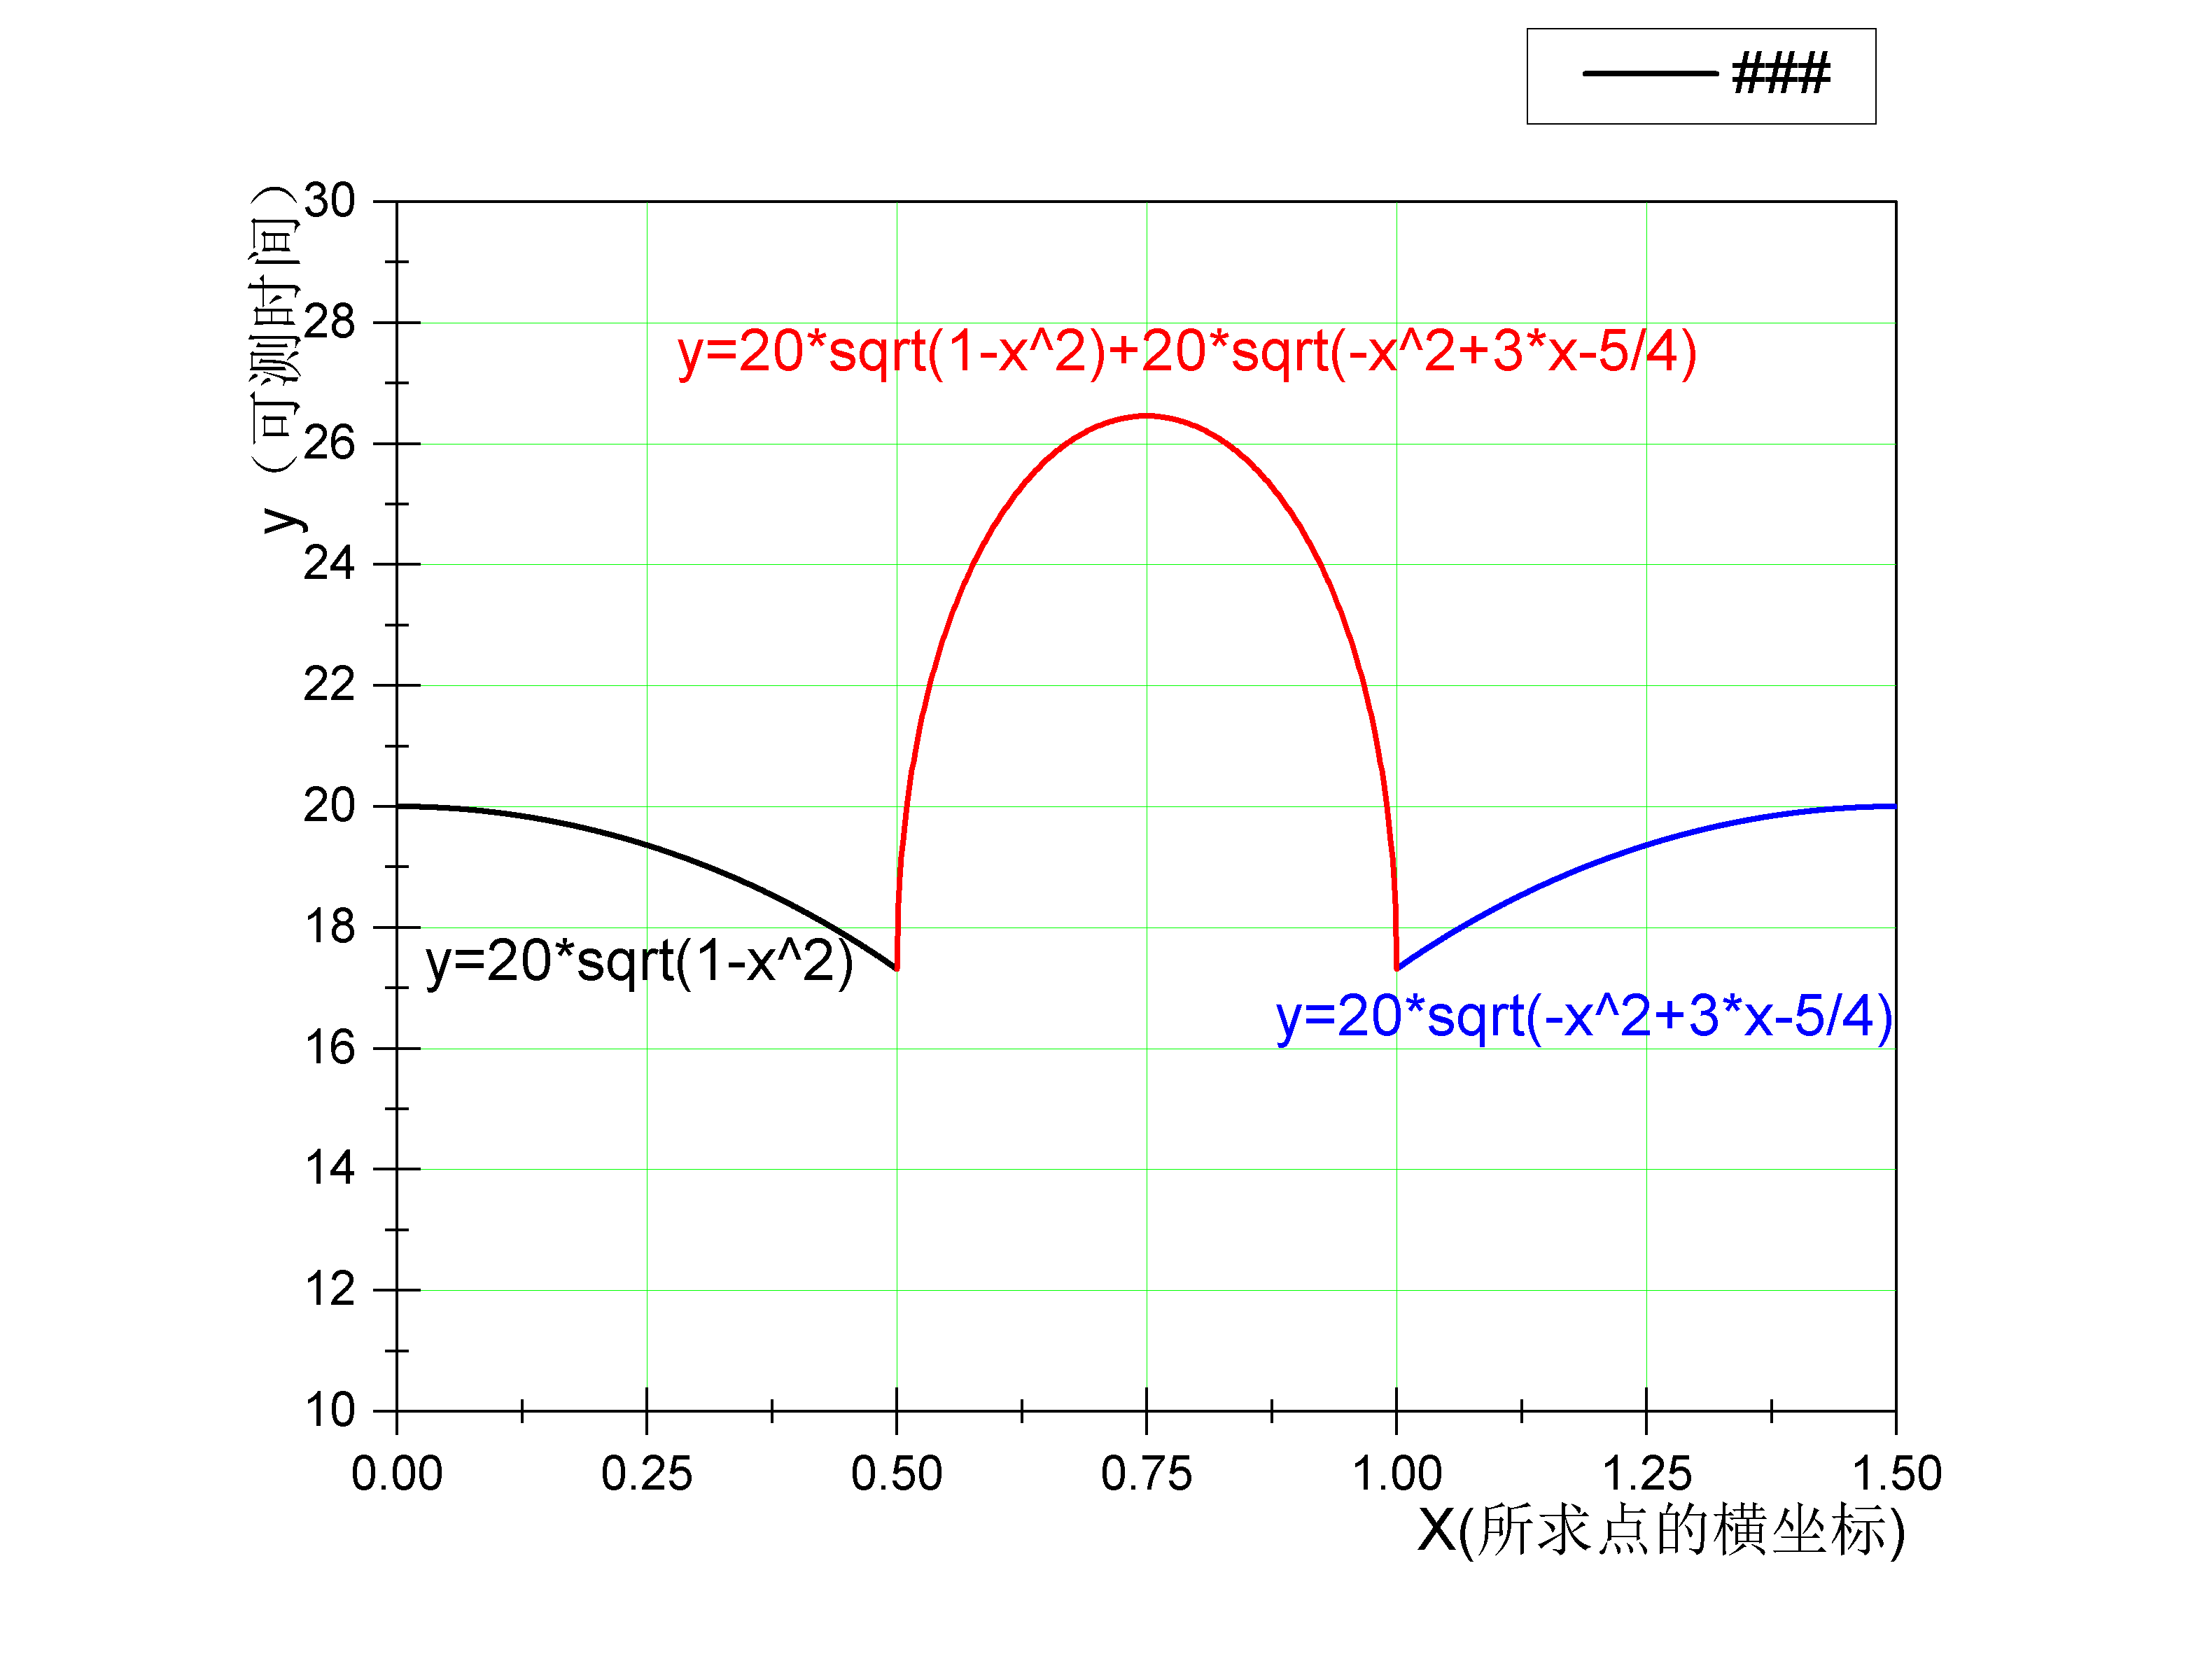 ###
y（可测时间）
30
28
26
24
22
20
18
16
14
12
10
y=20*sqrt(1-x^2)+20*sqrt(-x^2+3*x-5/4)
y=20*sqrt(1-x^2)
y=20*sqrt(-x^2+3*x-5/4)
0.00 0.25 0.50 0.75 1.00 1.25 1.50
X(所求点的横坐标)